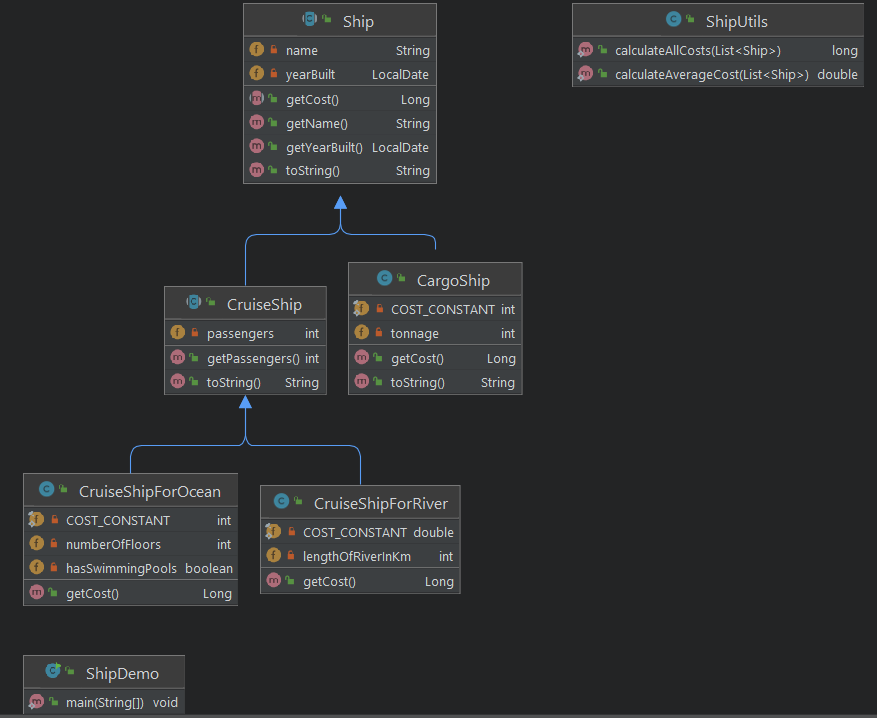 Ship
name String
yearBuilt LocalDate
getCost() Long
getName() String
getYearBuilt() LocalDate
toString() String
ShipUtils
calculateAllCosts(List<Ship>) long
calculateAverageCost(List<Ship>) double
CruiseShip
passengers int
getPassengers() int
toString() String
CargoShip
COST_CONSTANT int
tonnage int
getCost() Long
toString() String
CruiseShipForOcean
COST_CONSTANT int
numberOfFloors int
hasSwimmingPools boolean
getCost() Long
CruiseShipForRiver
COST_CONSTANT double
lengthOfRiverInKm int
getCost() Long
ShipDemo
main(String[]) void